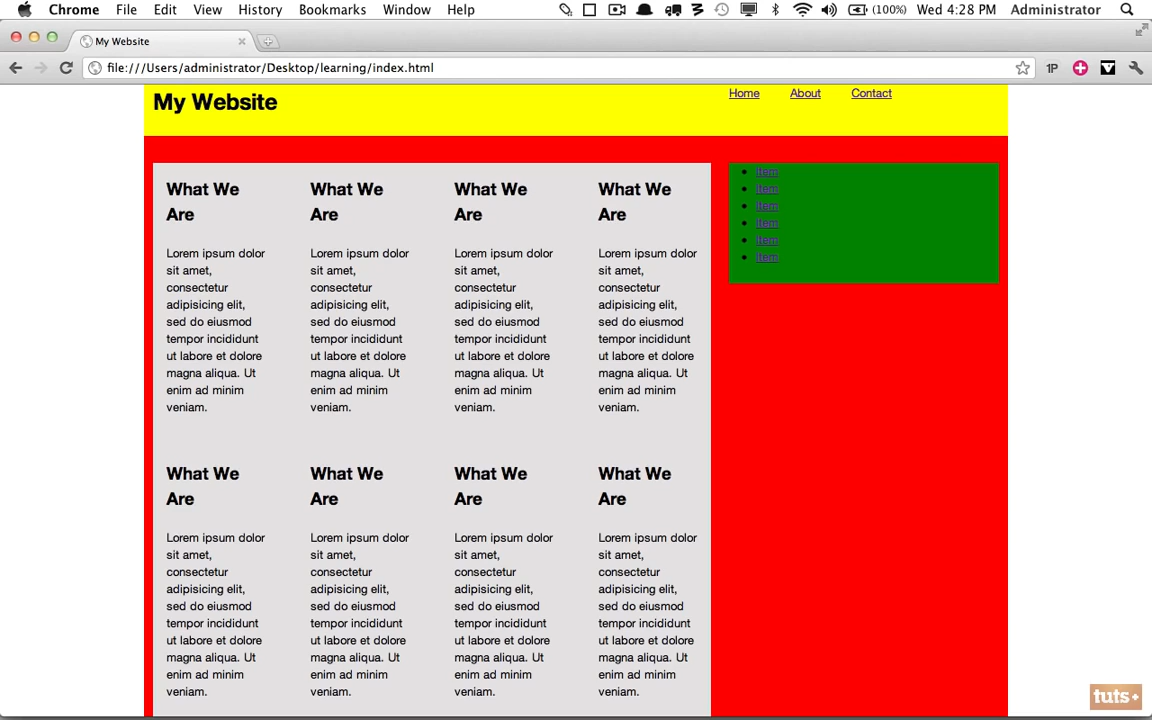 Chrome File Edit View History Bookmarks Window Help (100%) Wed 4:28 PM Administrator
My Website
file:///Users/administrator/Desktop/learning/index.html 1P
My Website
Home About Contact
What We
Are
Lorem ipsum dolor
sit amet,
consectetur
adipisicing elit,
sed do eiusmod
tempor incididunt
ut labore et dolore
magna aliqua. Ut
enim ad minim
veniam.
What We
Are
Lorem ipsum dolor
sit amet,
consectetur
adipisicing elit,
sed do eiusmod
tempor incididunt
ut labore et dolore
magna aliqua. Ut
enim ad minim
veniam.
What We
Are
Lorem ipsum dolor
sit amet,
consectetur
adipisicing elit,
sed do eiusmod
tempor incididunt
ut labore et dolore
magna aliqua. Ut
enim ad minim
veniam.
What We
Are
Lorem ipsum dolor
sit amet,
consectetur
adipisicing elit,
sed do eiusmod
tempor incididunt
ut labore et dolore
magna aliqua. Ut
enim ad minim
veniam.
Item
Item
Item
Item
Item
Item
What We
Are
Lorem ipsum dolor
sit amet,
consectetur
adipisicing elit,
sed do eiusmod
tempor incididunt
ut labore et dolore
magna aliqua. Ut
enim ad minim
veniam.
What We
Are
Lorem ipsum dolor
sit amet,
consectetur
adipisicing elit,
sed do eiusmod
tempor incididunt
ut labore et dolore
magna aliqua. Ut
enim ad minim
veniam.
What We
Are
Lorem ipsum dolor
sit amet,
consectetur
adipisicing elit,
sed do eiusmod
tempor incididunt
ut labore et dolore
magna aliqua. Ut
enim ad minim
veniam.
What We
Are
Lorem ipsum dolor
sit amet,
consectetur
adipisicing elit,
sed do eiusmod
tempor incididunt
ut labore et dolore
magna aliqua. Ut
enim ad minim
veniam.
tuts+